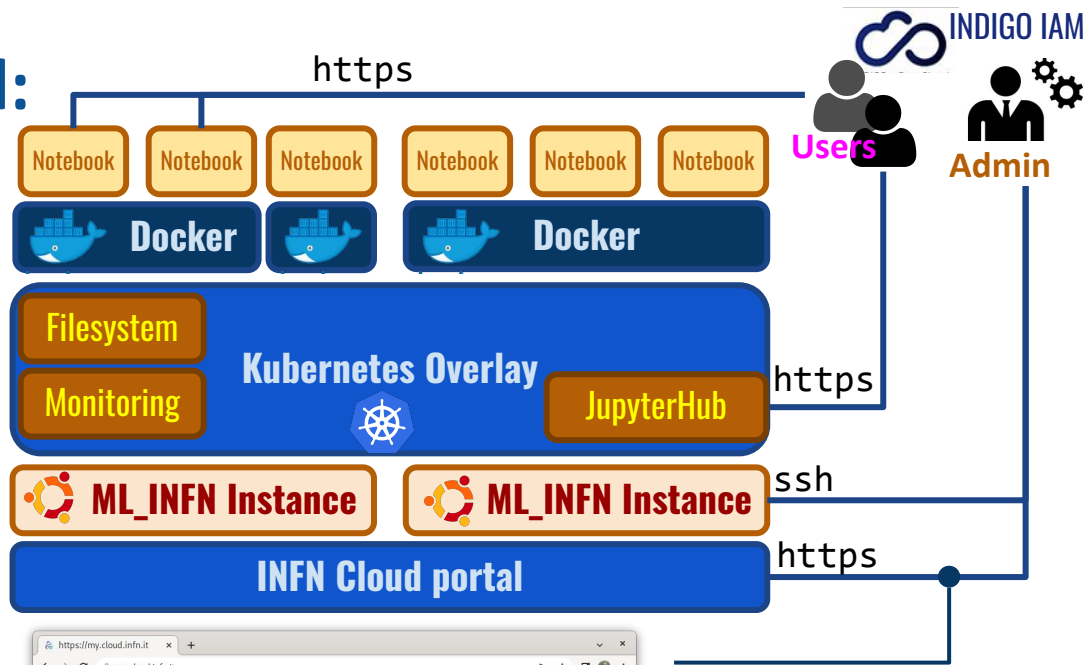 INDIGO IAM
https
:
Users
Admin
Notebook
Notebook
Notebook
Notebook
Notebook
Notebook
Docker
Docker
Filesystem
Kubernetes Overlay
Monitoring
JupyterHub
https
ML_INFN Instance
ML_INFN Instance
ssh
INFN Cloud portal
https
https://my.cloud.infn.it x +